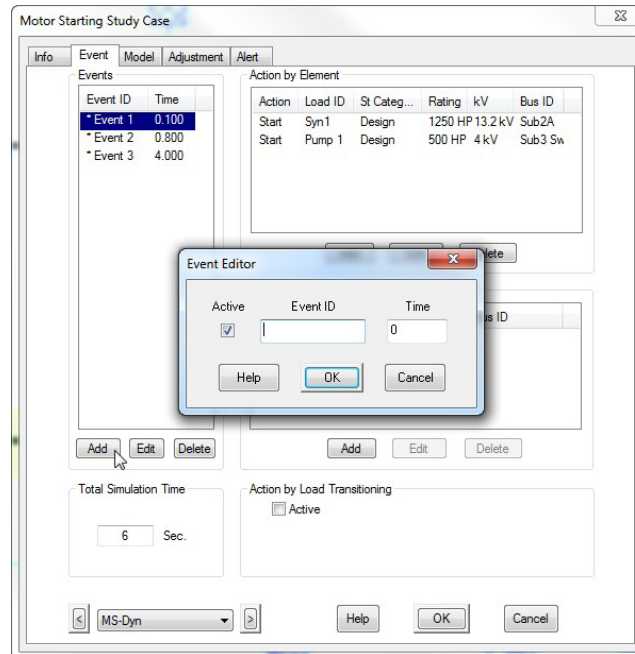 Motor Starting Study Case
Info Event Model Adjustment Alert
Events
Event ID Time
* Event 1 0.100
* Event 2 0.800
* Event 3 4.000
Add Edit Delete
Action by Element
Action Load ID St Categ... Rating kV Bus ID
Start Syn1 Design 1250 HP 13.2 kV Sub2A
Start Pump 1 Design 500 HP 4 kV Sub3 Sw
Event Editor
Active Event ID Time
0
Help OK Cancel
Add Edit Delete
Total Simulation Time
6 Sec.
Action by Load Transitioning
Active
< MS-Dyn > Help OK Cancel